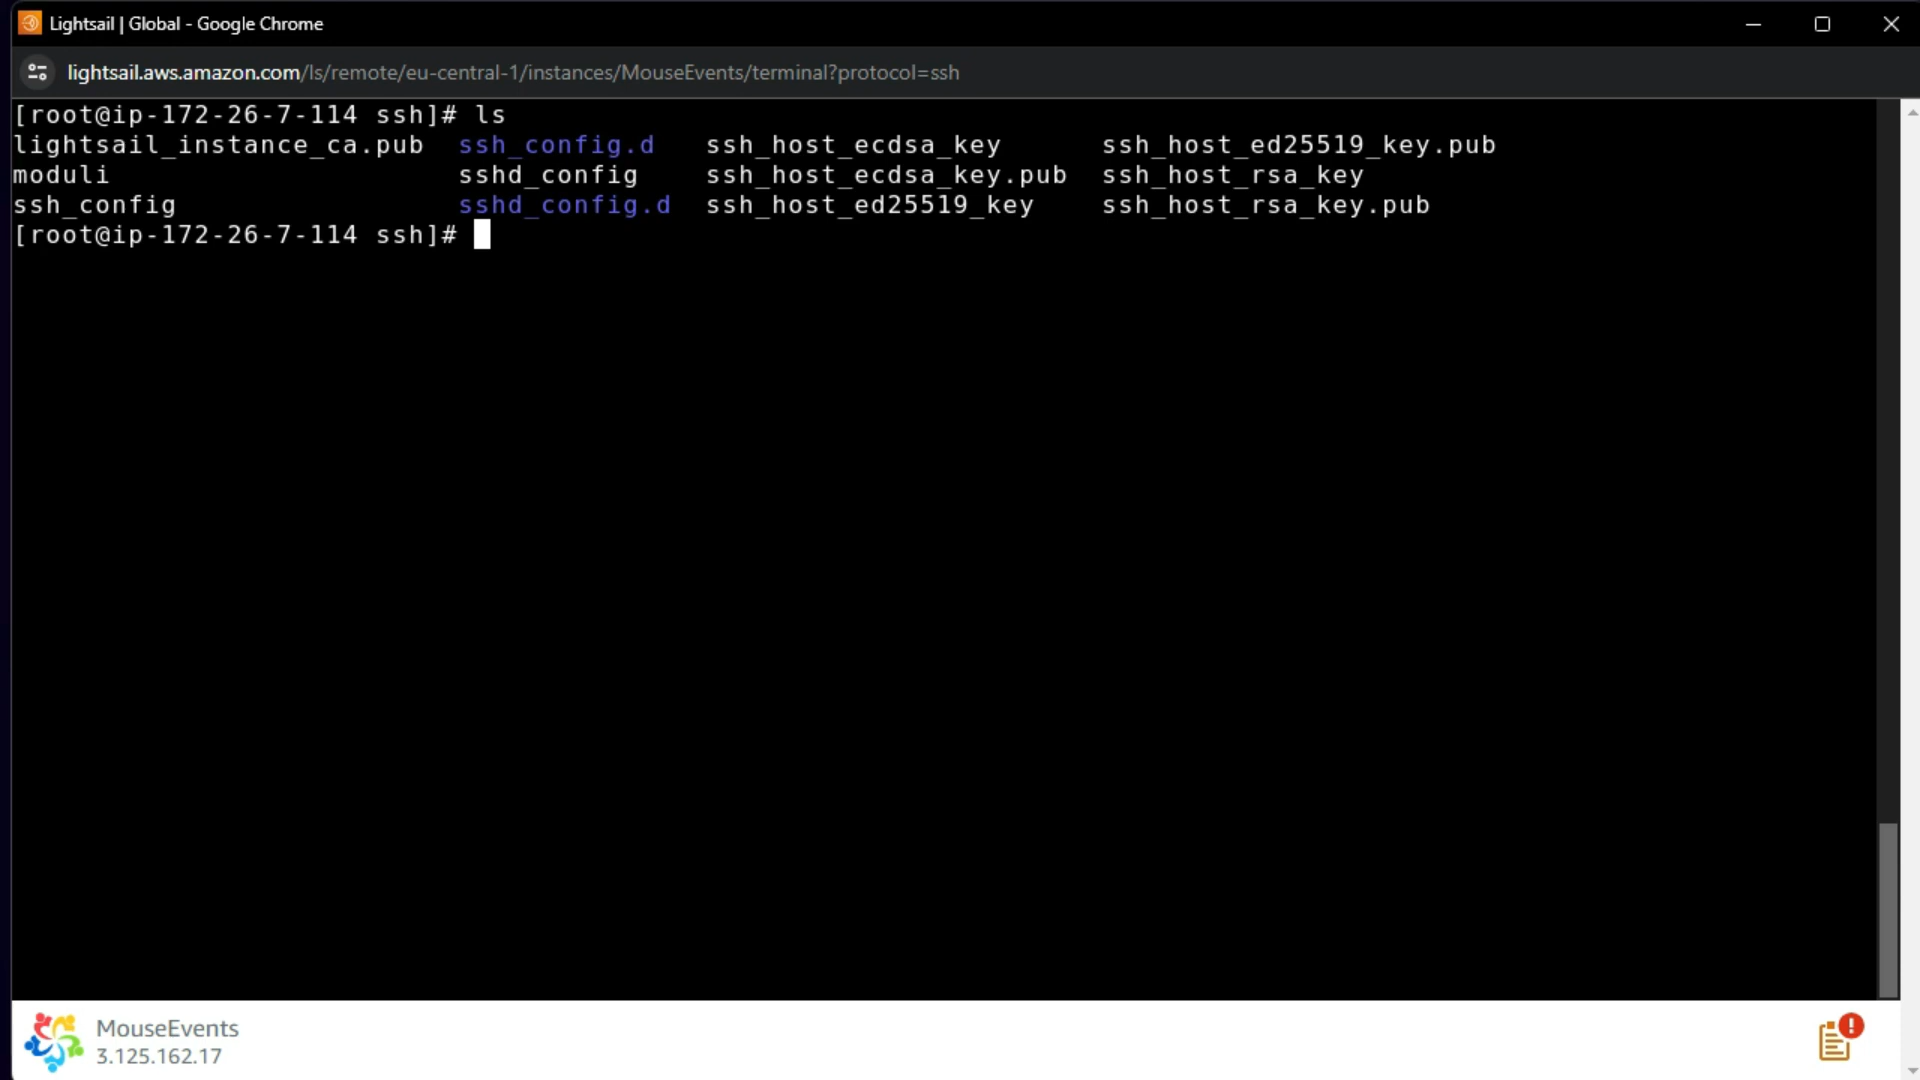 Lightsail | Global - Google Chrome
lightsail.aws.amazon.com/ls/remote/eu-central-1/instances/MouseEvents/terminal?protocol=ssh
[root@ip-172-26-7-114 ssh]# ls
lightsail_instance_ca.pub  ssh_config.d   ssh_host_ecdsa_key      ssh_host_ed25519_key.pub
moduli                     sshd_config    ssh_host_ecdsa_key.pub  ssh_host_rsa_key
ssh_config                 sshd_config.d  ssh_host_ed25519_key    ssh_host_rsa_key.pub
[root@ip-172-26-7-114 ssh]#
MouseEvents
3.125.162.17